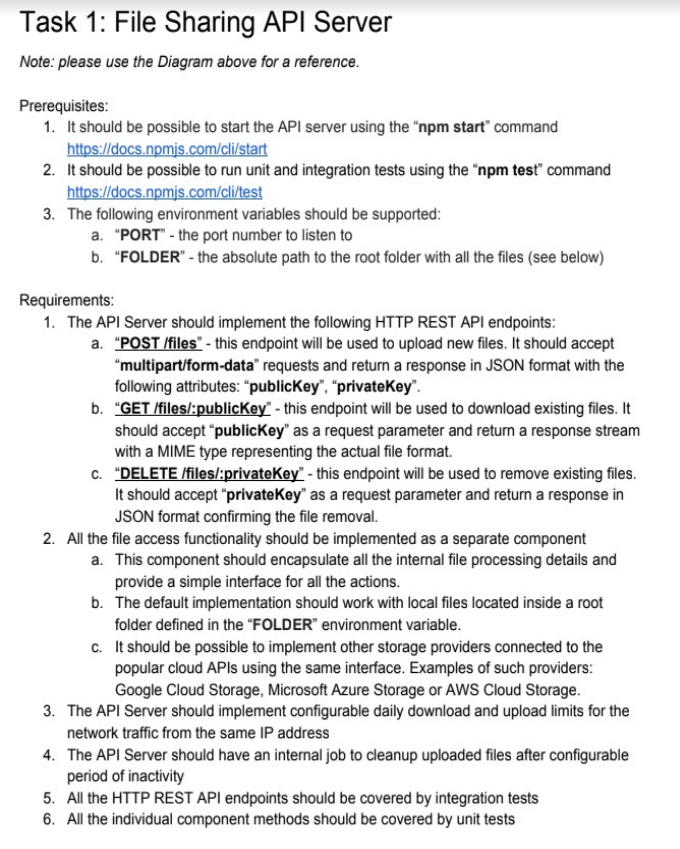 Task 1: File Sharing API Server
Note: please use the Diagram above for a reference.
Prerequisites:
1. It should be possible to start the API server using the “npm start” command
https://docs.npmjs.com/cli/start
2. It should be possible to run unit and integration tests using the “npm test” command
https://docs.npmjs.com/cli/test
3. The following environment variables should be supported:
a. “PORT” - the port number to listen to
b. “FOLDER” - the absolute path to the root folder with all the files (see below)
Requirements:
1. The API Server should implement the following HTTP REST API endpoints:
a. “POST /files” - this endpoint will be used to upload new files. It should accept
“multipart/form-data” requests and return a response in JSON format with the
following attributes: “publicKey”, “privateKey”.
b. “GET /files/:publicKey” - this endpoint will be used to download existing files. It
should accept “publicKey” as a request parameter and return a response stream
with a MIME type representing the actual file format.
c. “DELETE /files/:privateKey” - this endpoint will be used to remove existing files.
It should accept “privateKey” as a request parameter and return a response in
JSON format confirming the file removal.
2. All the file access functionality should be implemented as a separate component
a. This component should encapsulate all the internal file processing details and
provide a simple interface for all the actions.
b. The default implementation should work with local files located inside a root
folder defined in the “FOLDER” environment variable.
c. It should be possible to implement other storage providers connected to the
popular cloud APIs using the same interface. Examples of such providers:
Google Cloud Storage, Microsoft Azure Storage or AWS Cloud Storage.
3. The API Server should implement configurable daily download and upload limits for the
network traffic from the same IP address
4. The API Server should have an internal job to cleanup uploaded files after configurable
period of inactivity
5. All the HTTP REST API endpoints should be covered by integration tests
6. All the individual component methods should be covered by unit tests